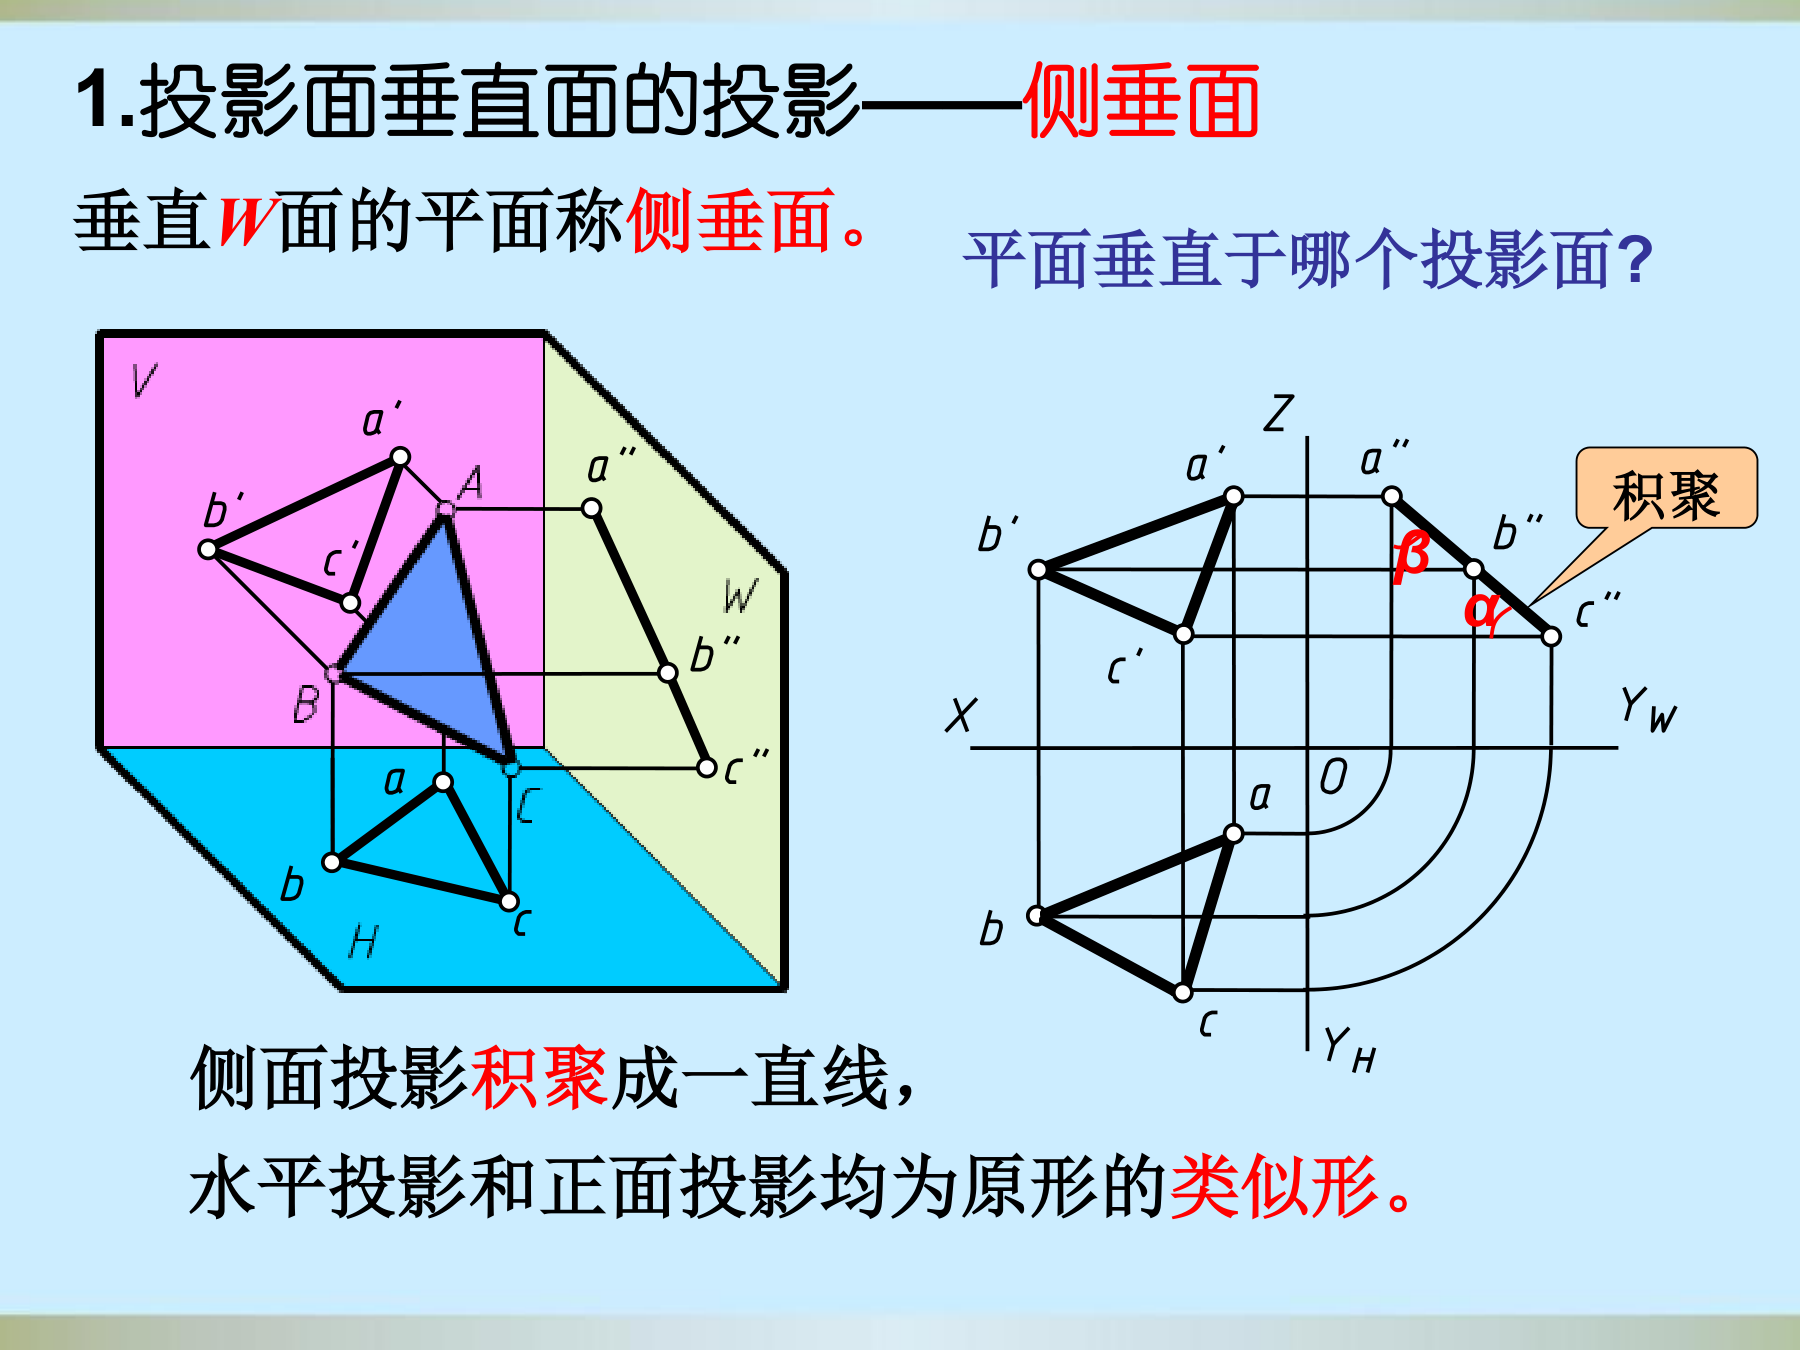 1.投影面垂直面的投影——侧垂面
垂直W面的平面称侧垂面。
平面垂直于哪个投影面?
V
a′
b′
c′
A
a″
B
W
b″
c″
a
C
b
c
H
Z
a′
a″
积聚
b′
b″
β
α
c″
c′
X
Y W
O
a
b
c
Y H
侧面投影积聚成一直线，
水平投影和正面投影均为原形的类似形。